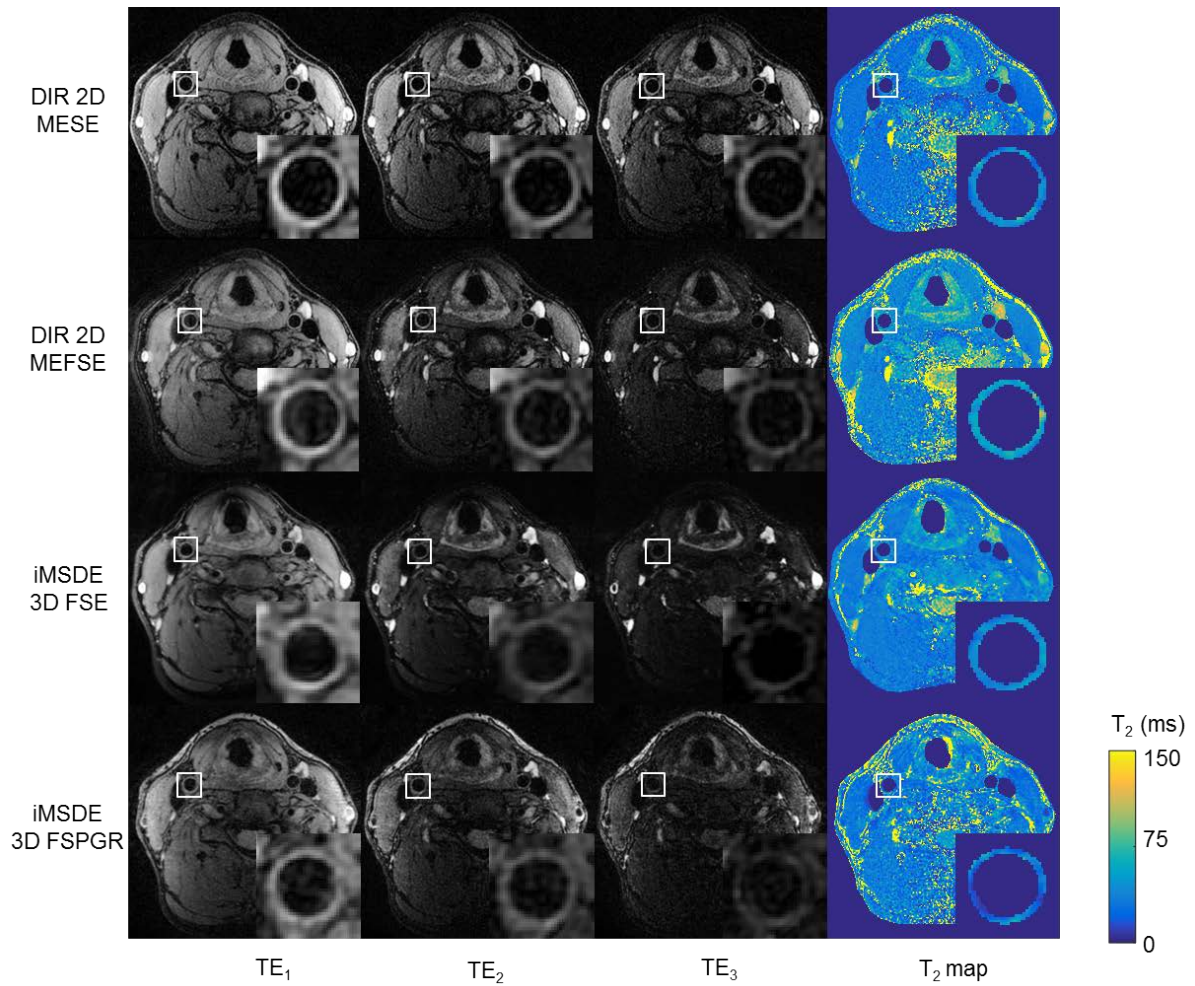 DIR 2D
MESE
DIR 2D
MEFSE
iMSDE
3D FSE
iMSDE
3D FSPGR
T₂ (ms)
150
75
0
TE₁
TE₂
TE₃
T₂ map